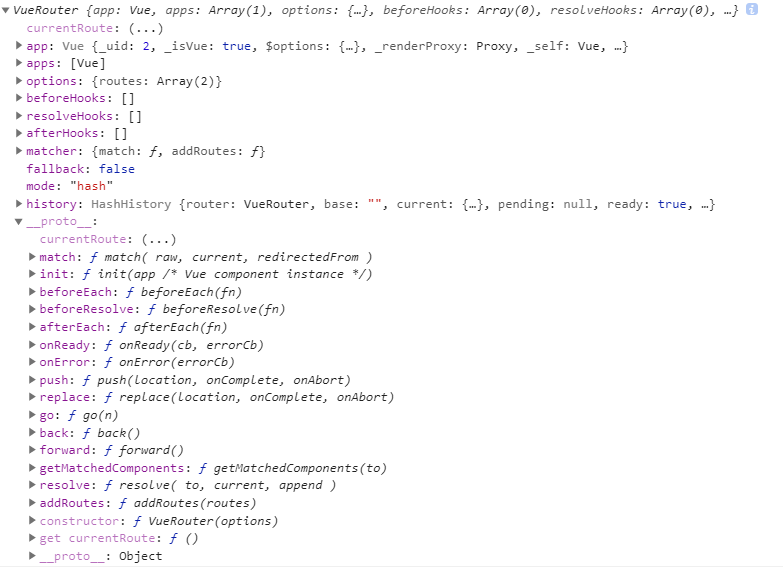 VueRouter {app: Vue, apps: Array(1), options: {…}, beforeHooks: Array(0), resolveHooks: Array(0), …} i
currentRoute: (...)
app: Vue {_uid: 2, _isVue: true, $options: {…}, _renderProxy: Proxy, _self: Vue, …}
apps: [Vue]
options: {routes: Array(2)}
beforeHooks: []
resolveHooks: []
afterHooks: []
matcher: {match: ƒ, addRoutes: ƒ}
fallback: false
mode: "hash"
history: HashHistory {router: VueRouter, base: "", current: {…}, pending: null, ready: true, …}
__proto__:
currentRoute: (...)
match: ƒ match( raw, current, redirectedFrom )
init: ƒ init(app /* Vue component instance */)
beforeEach: ƒ beforeEach(fn)
beforeResolve: ƒ beforeResolve(fn)
afterEach: ƒ afterEach(fn)
onReady: ƒ onReady(cb, errorCb)
onError: ƒ onError(errorCb)
push: ƒ push(location, onComplete, onAbort)
replace: ƒ replace(location, onComplete, onAbort)
go: ƒ go(n)
back: ƒ back()
forward: ƒ forward()
getMatchedComponents: ƒ getMatchedComponents(to)
resolve: ƒ resolve( to, current, append )
addRoutes: ƒ addRoutes(routes)
constructor: ƒ VueRouter(options)
get currentRoute: ƒ ()
__proto__: Object